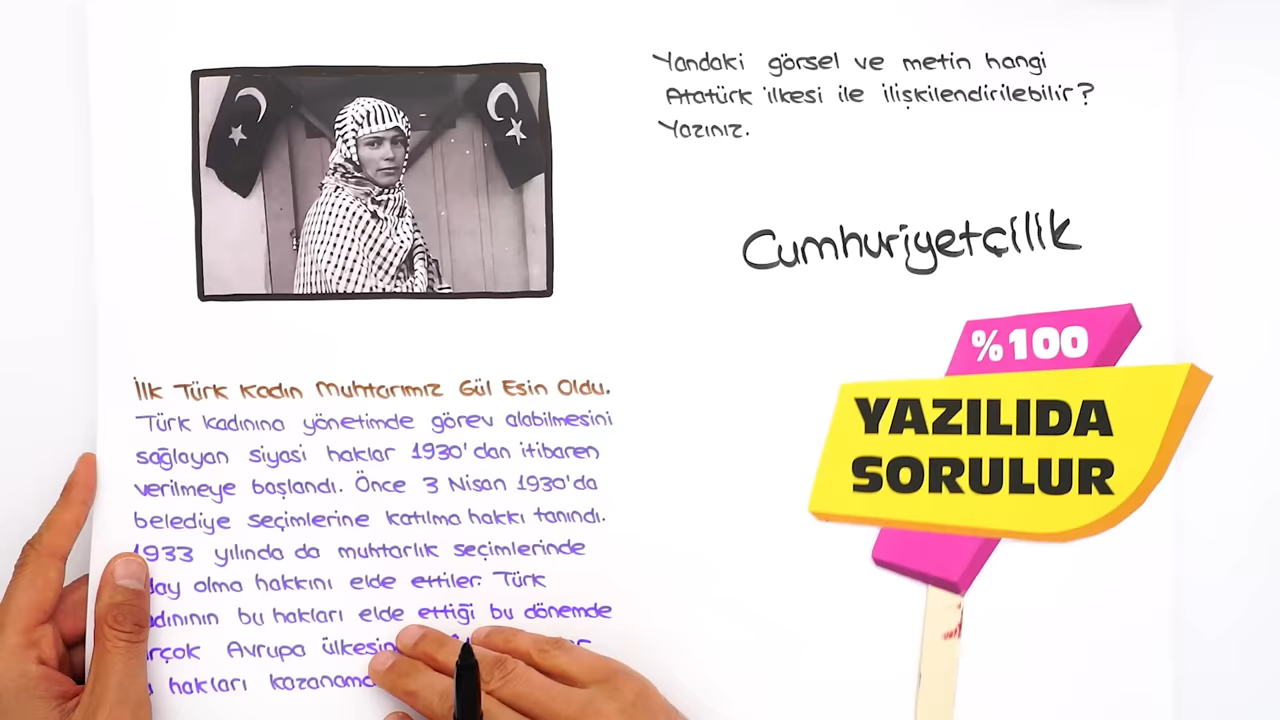 Yandaki görsel ve metin hangi
Atatürk ilkesi ile ilişkilendirilebilir?
Yazınız.
Cumhuriyetçilik
%100
YAZILIDA
SORULUR
İlk Türk Kadın Muhtarımız Gül Esin Oldu.
Türk kadınına yönetimde görev alabilmesini
sağlayan siyasi haklar 1930'dan itibaren
verilmeye başlandı. Önce 3 Nisan 1930'da
belediye seçimlerine katılma hakkı tanındı.
1933 yılında da muhtarlık seçimlerinde
olma hakkını elde ettiler. Türk
bu hakları elde ettiği bu dönemde
Avrupa
hakları